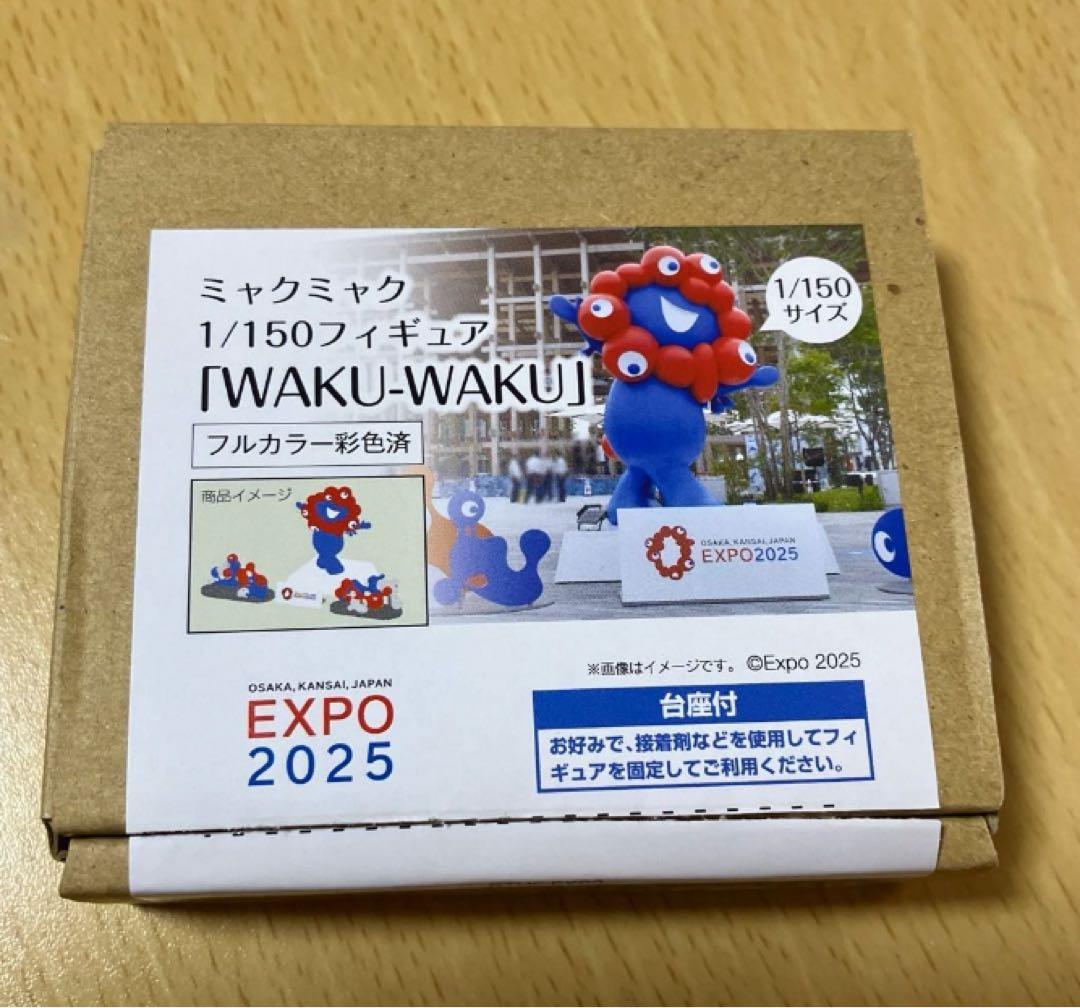 ミャクミャク
1/150フィギュア
「WAKU-WAKU」
フルカラー彩色済
1/150
サイズ
商品イメージ
OSAKA, KANSAI, JAPAN
EXPO2025
※画像はイメージです。 ©Expo 2025
OSAKA, KANSAI, JAPAN
EXPO
2025
台座付
お好みで、接着剤などを使用してフィ
ギュアを固定してご利用ください。